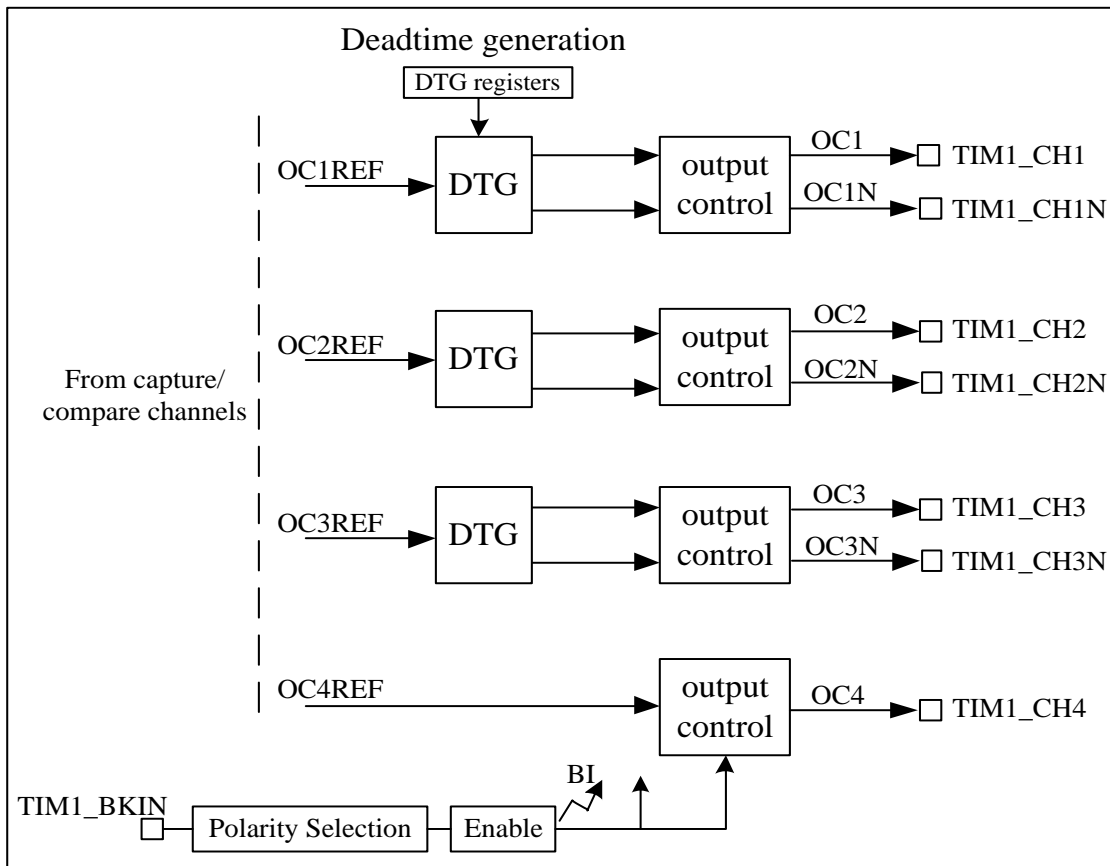 Deadtime generation
DTG registers
OC1REF
DTG
output
control
OC1
OC1N
TIM1_CH1
TIM1_CH1N
OC2REF
DTG
output
control
OC2
OC2N
TIM1_CH2
TIM1_CH2N
From capture/
compare channels
OC3REF
DTG
output
control
OC3
OC3N
TIM1_CH3
TIM1_CH3N
OC4REF
output
control
OC4
TIM1_CH4
BI
TIM1_BKIN
Polarity Selection
Enable